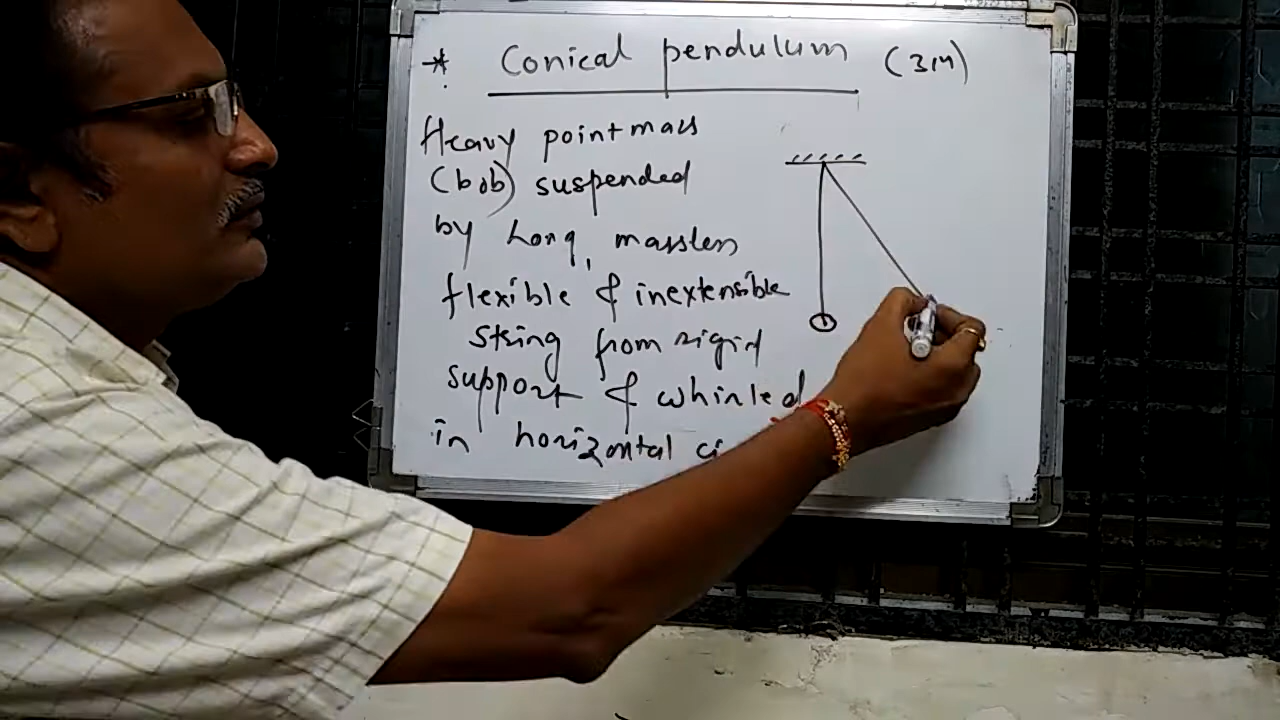 * Conical pendulum (3M)
Heavy point mass
(bob) suspended
by Long, massless
flexible & inextensible
string from rigid
support & whirled
in horizontal